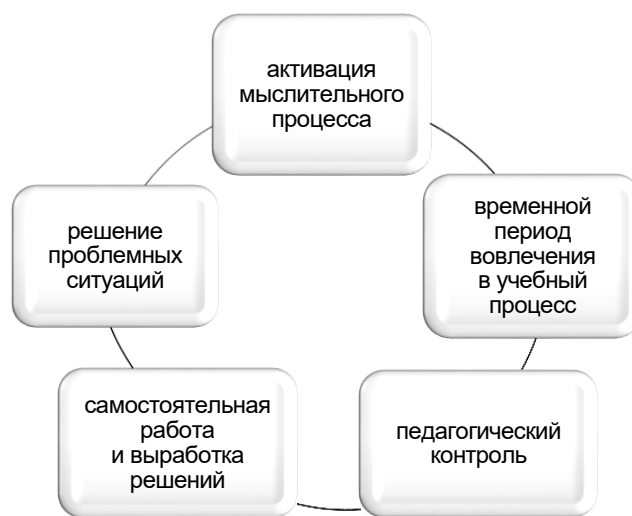 активация
мыслительного
процесса
временной
период
вовлечения
в учебный
процесс
педагогический
контроль
самостоятельная
работа
и выработка
решений
решение
проблемных
ситуаций